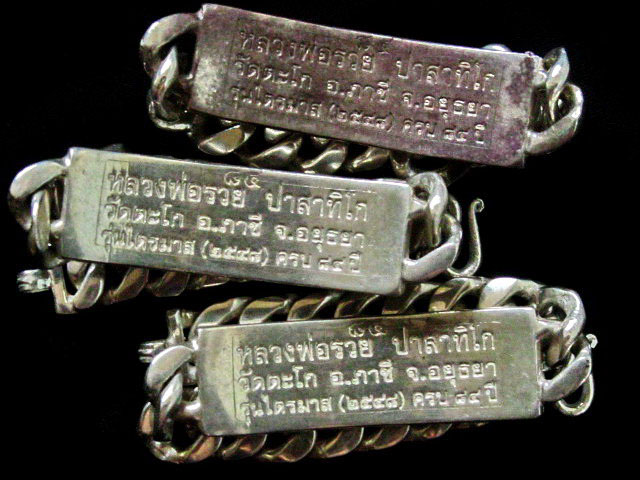 หลวงพ่อรวย ปาสาทิโก
วัดตะโก อ.ภาชี จ.อยุธยา
รุ่นไตรมาส (๒๕๔๘) ครบ ๘๔ ปี
๘๕
หลวงพ่อรวย ปาสาทิโก
วัดตะโก อ.ภาชี จ.อยุธยา
รุ่นไตรมาส (๒๕๔๘) ครบ ๘๔ ปี
หลวงพ่อรวย ปาสาทิโก
วัดตะโก อ.ภาชี จ.อยุธยา
รุ่นไตรมาส (๒๕๔๘) ครบ ๘๔ ปี